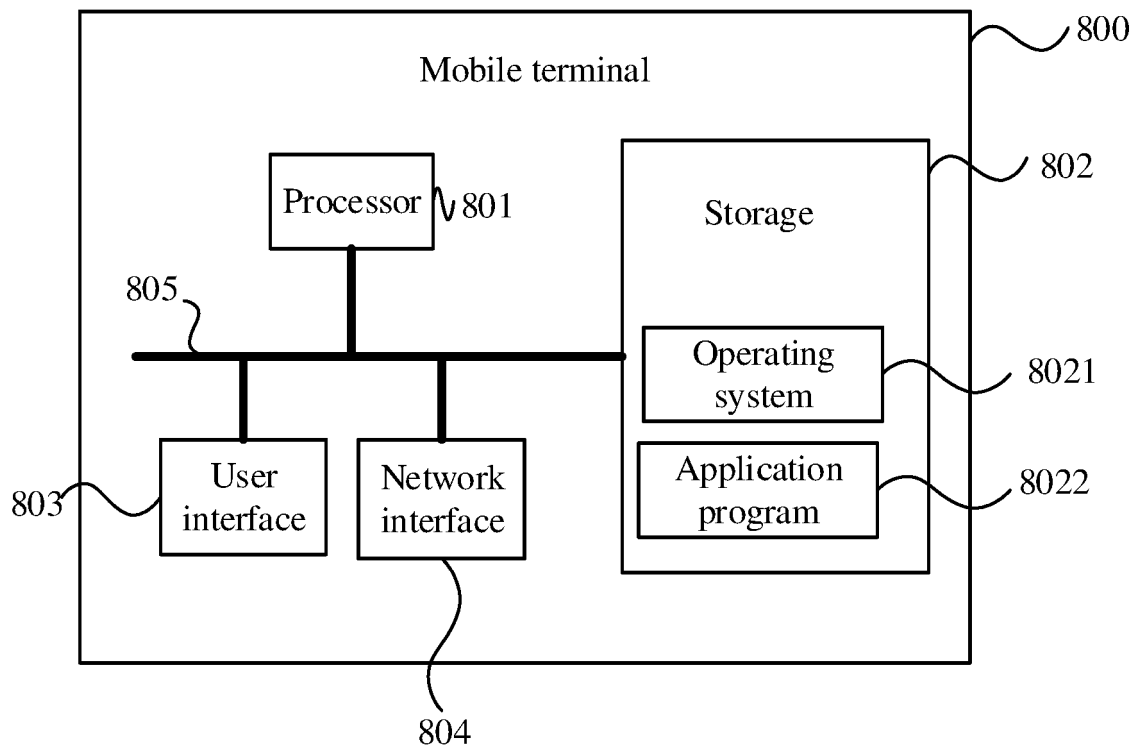 800
Mobile terminal
802
Processor
801
Storage
805
Operating
system
8021
User
interface
Network
interface
Application
program
8022
803
804